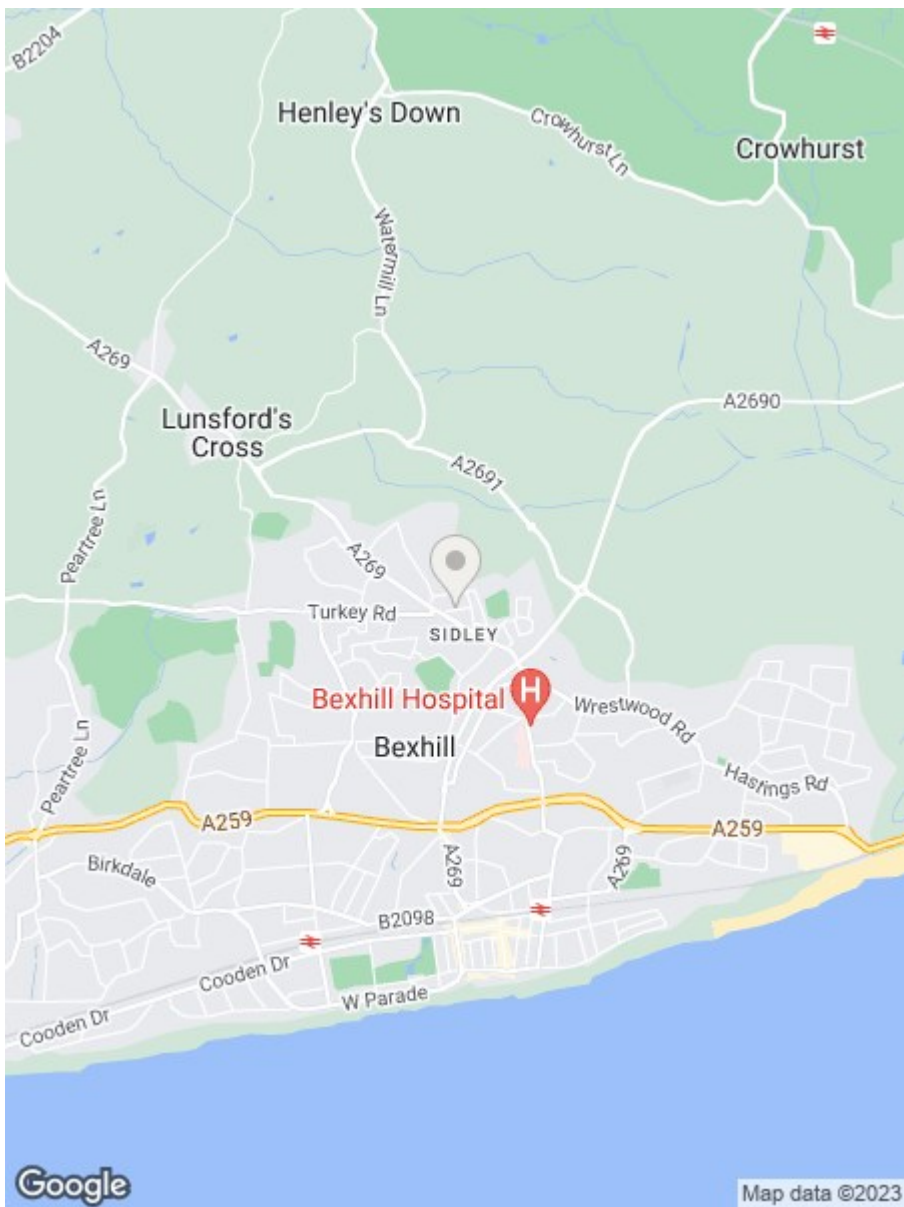 B2204
Henley's Down
Crowhurst Ln
Crowhurst
Watermill Ln
A269
Lunsford's
Cross
A2690
A2691
Peartree Ln
A269
Turkey Rd
SIDLEY
H
Bexhill Hospital
Wrestwood Rd
Bexhill
Peartree Ln
Hastings Rd
A259
A259
Birkdale
A269
A269
B2098
Cooden Dr
W Parade
Cooden Dr
Google
Map data ©2023